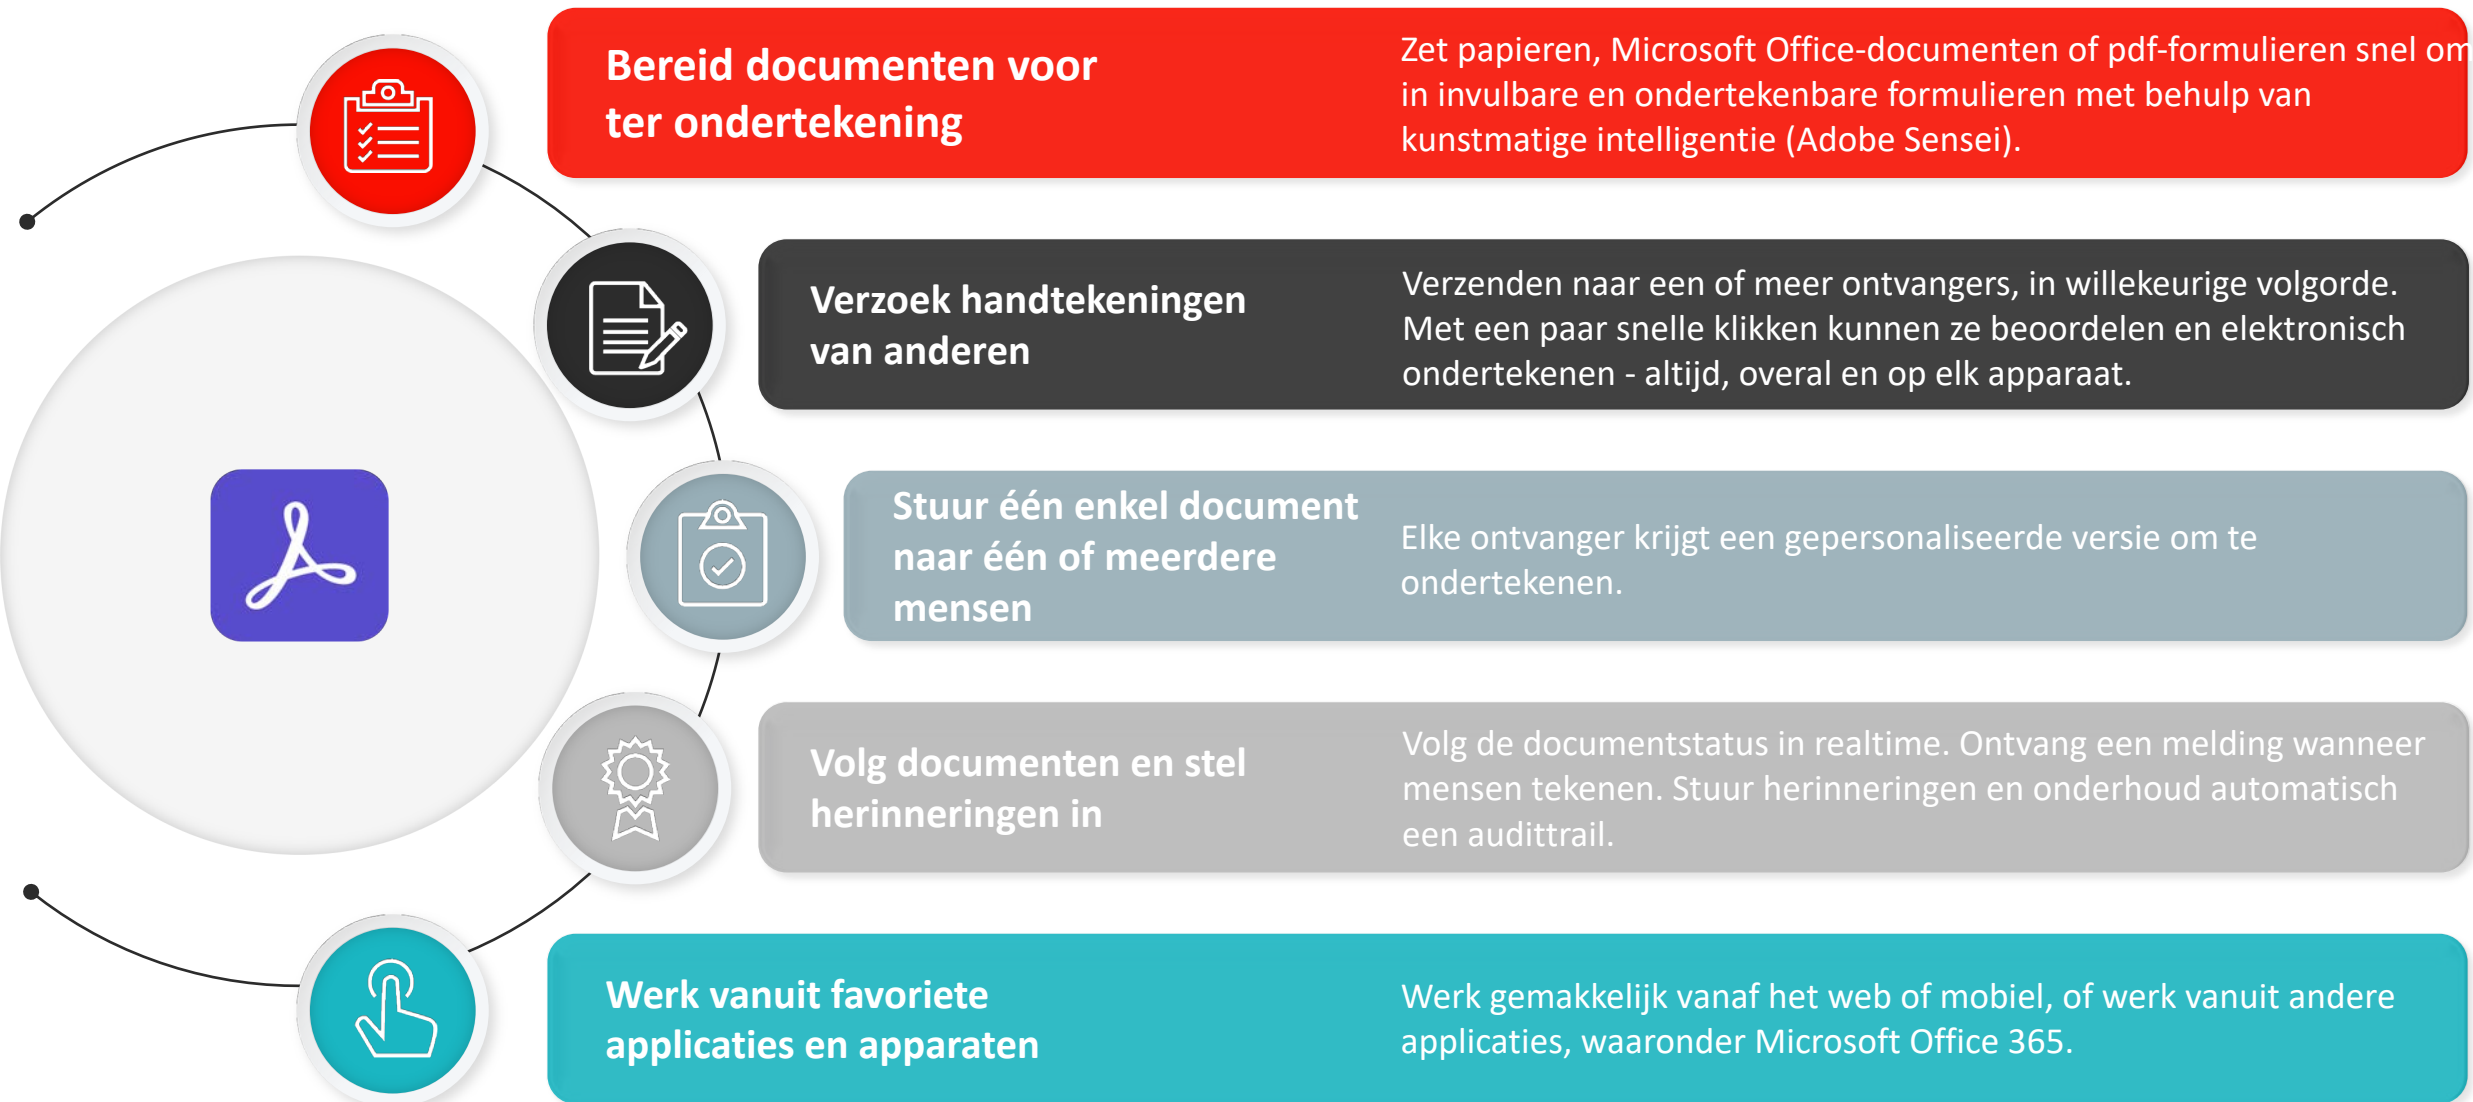 Bereid documenten voor
ter ondertekening
Zet papieren, Microsoft Office-documenten of pdf-formulieren snel om
in invulbare en ondertekenbare formulieren met behulp van
kunstmatige intelligentie (Adobe Sensei).
Verzoek handtekeningen
van anderen
Verzenden naar een of meer ontvangers, in willekeurige volgorde.
Met een paar snelle klikken kunnen ze beoordelen en elektronisch
ondertekenen - altijd, overal en op elk apparaat.
Stuur één enkel document
naar één of meerdere
mensen
Elke ontvanger krijgt een gepersonaliseerde versie om te
ondertekenen.
Volg documenten en stel
herinneringen in
Volg de documentstatus in realtime. Ontvang een melding wanneer
mensen tekenen. Stuur herinneringen en onderhoud automatisch
een audittrail.
Werk vanuit favoriete
applicaties en apparaten
Werk gemakkelijk vanaf het web of mobiel, of werk vanuit andere
applicaties, waaronder Microsoft Office 365.